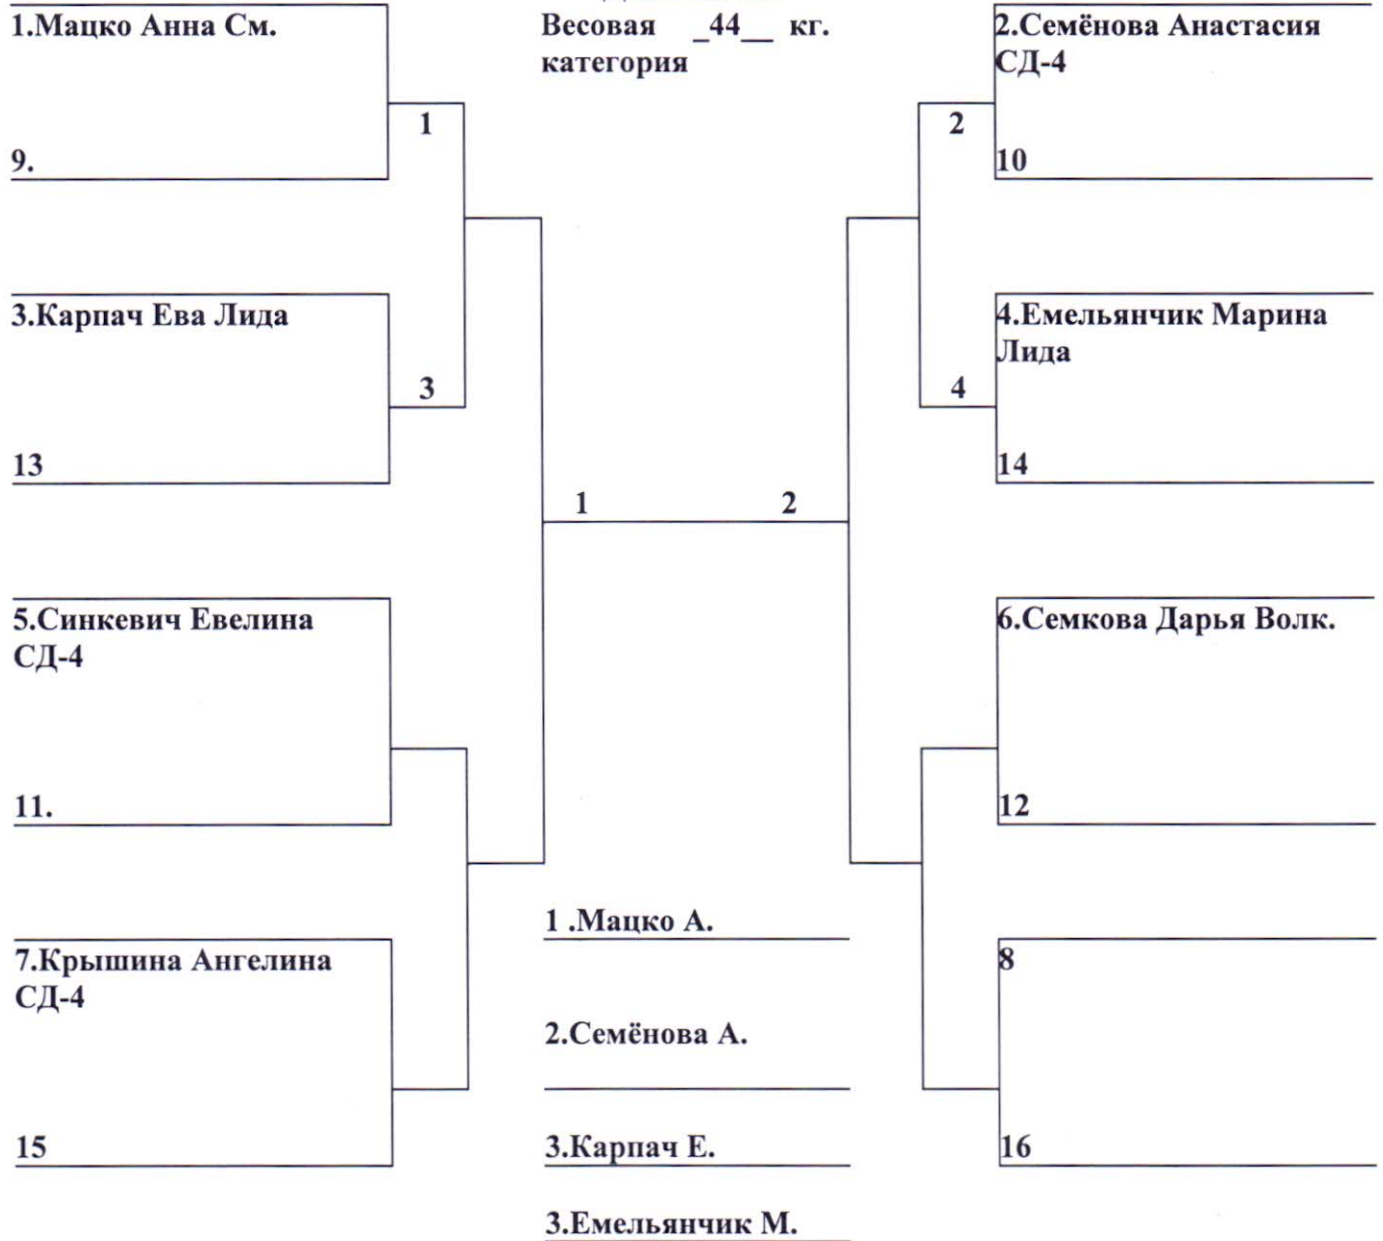 1.Мацко Анна См.
Весовая _44__ кг.
категория
2.Семёнова Анастасия
СД-4
1
2
9.
10
3.Карпач Ева Лида
4.Емельянчик Марина
Лида
3
4
13
14
1
2
5.Синкевич Евелина
СД-4
6.Семкова Дарья Волк.
11.
12
1 .Мацко А.
7.Крышина Ангелина
СД-4
8
2.Семёнова А.
15
3.Карпач Е.
16
3.Емельянчик М.